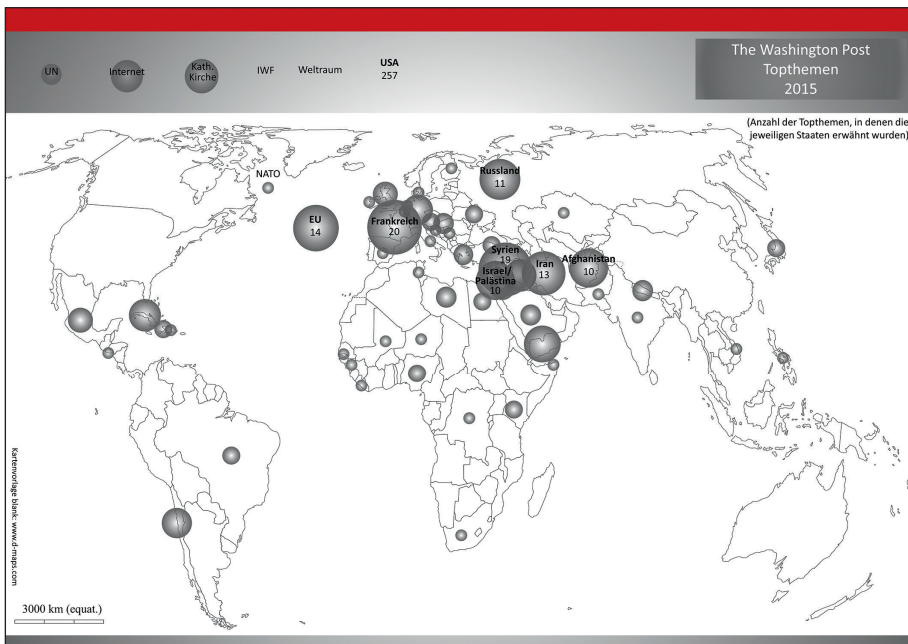 UN
Internet
Kath.
Kirche
IWF
Weltraum
USA
257
The Washington Post
Topthemen
2015
(Anzahl der Topthemen, in denen die
jeweiligen Staaten erwähnt wurden)
NATO
Russland
11
EU
14
Frankreich
20
Syrien
19
Israel/
Palästina
10
Iran
13
Afghanistan
10
Kartenvorlage blank: www.d-maps.com
3000 km (equat.)